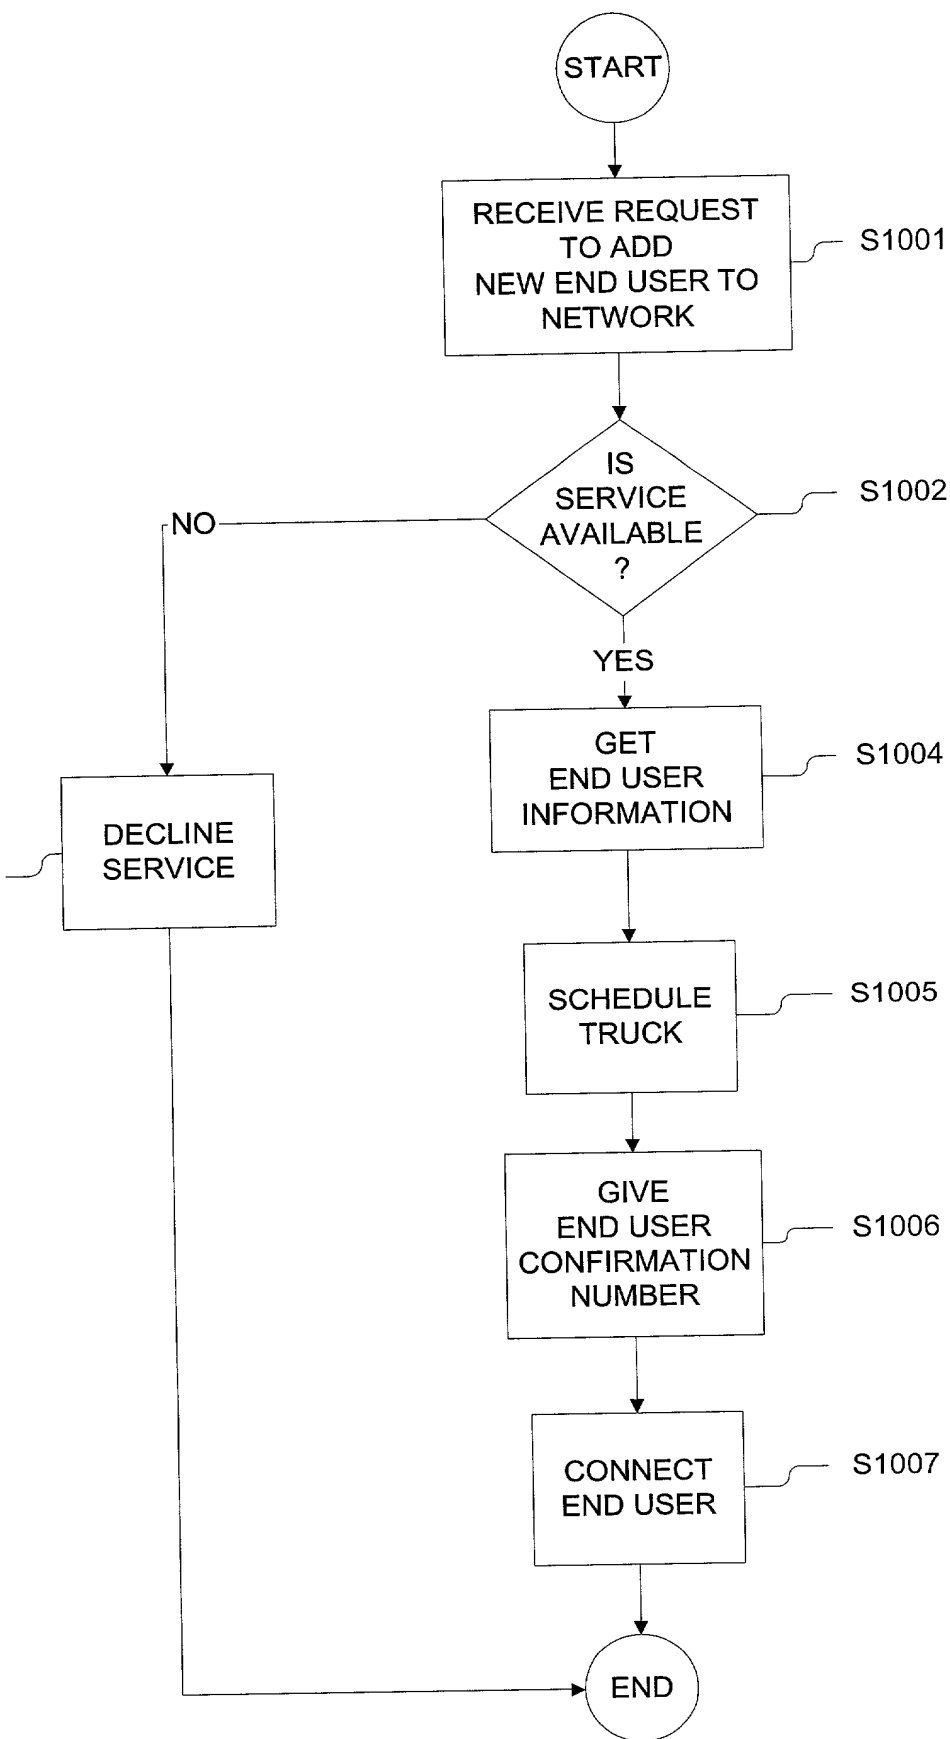 START
RECEIVE REQUEST
TO ADD
NEW END USER TO
NETWORK
S1001
IS
SERVICE
AVAILABLE
?
S1002
NO
YES
GET
END USER
INFORMATION
S1004
DECLINE
SERVICE
SCHEDULE
TRUCK
S1005
GIVE
END USER
CONFIRMATION
NUMBER
S1006
CONNECT
END USER
S1007
END